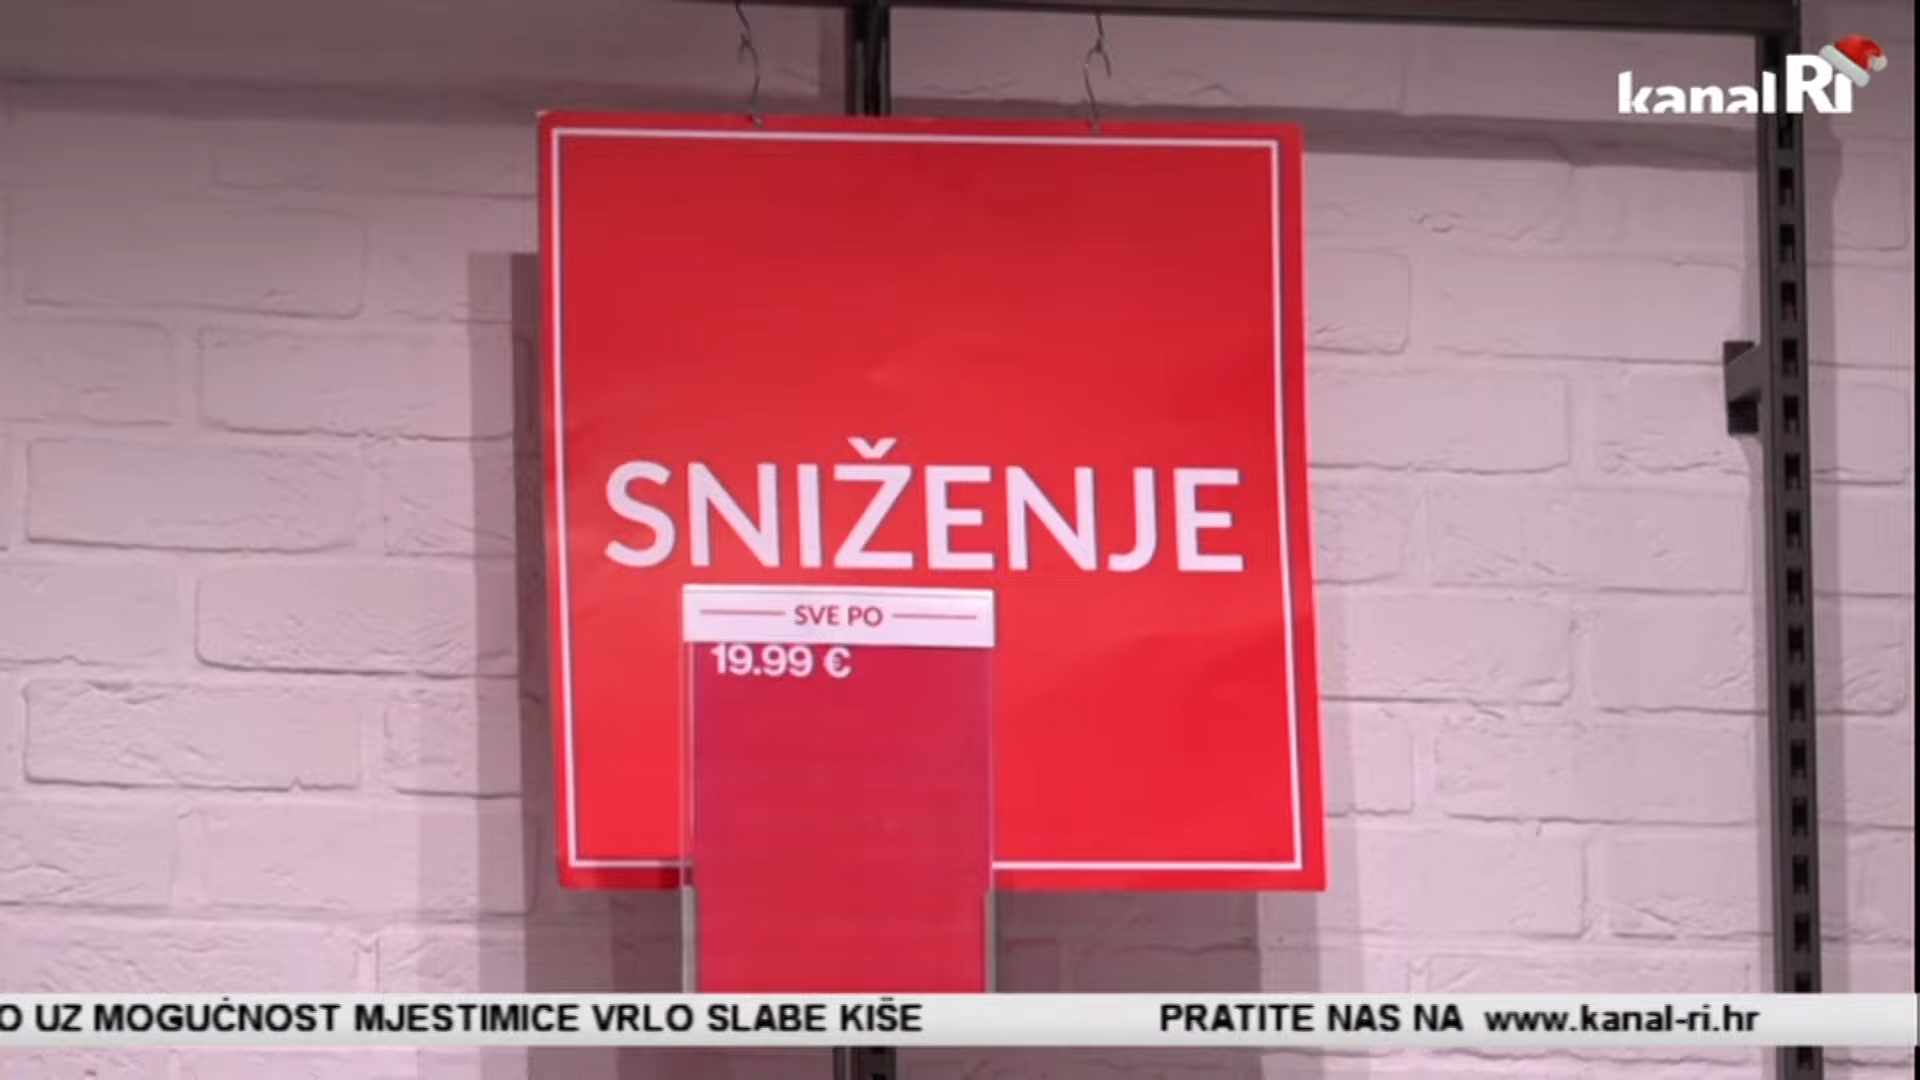 kanal Ri
SNIŽENJE
SVE PO
19.99 €
O UZ MOGUĆNOST MJESTIMICE VRLO SLABE KIŠE PRATITE NAS NA www.kanal-ri.hr